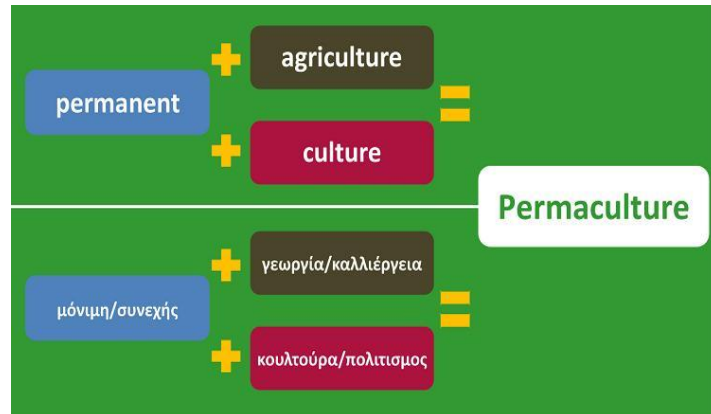 agriculture
permanent
culture
Permaculture
γεωργία/καλλιέργεια
μόνιμη/συνεχής
κουλτούρα/πολιτισμος